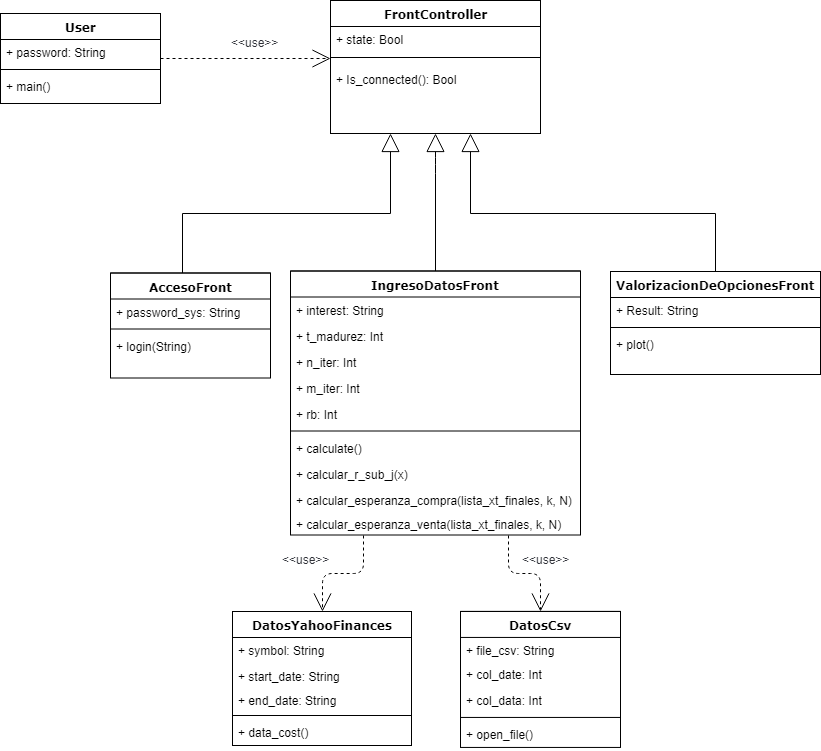 User
+ password: String
+ main()
<<use>>
FrontController
+ state: Bool
+ Is_connected(): Bool
AccesoFront
+ password_sys: String
+ login(String)
IngresoDatosFront
+ interest: String
+ t_madurez: Int
+ n_iter: Int
+ m_iter: Int
+ rb: Int
+ calculate()
+ calcular_r_sub_j(x)
+ calcular_esperanza_compra(lista_xt_finales, k, N)
+ calcular_esperanza_venta(lista_xt_finales, k, N)
ValorizacionDeOpcionesFront
+ Result: String
+ plot()
<<use>>
<<use>>
DatosYahooFinances
+ symbol: String
+ start_date: String
+ end_date: String
+ data_cost()
DatosCsv
+ file_csv: String
+ col_date: Int
+ col_data: Int
+ open_file()